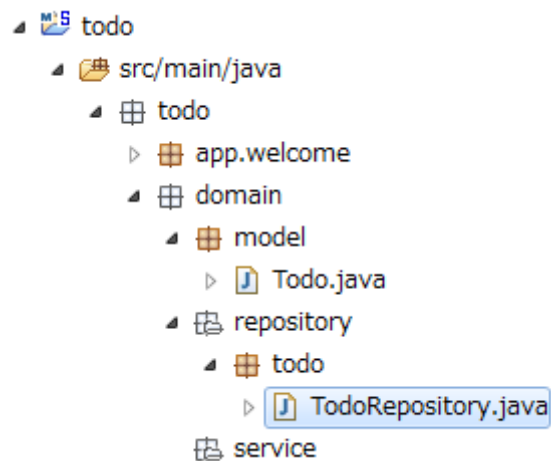 todo
src/main/java
todo
app.welcome
domain
model
Todo.java
repository
todo
TodoRepository.java
service